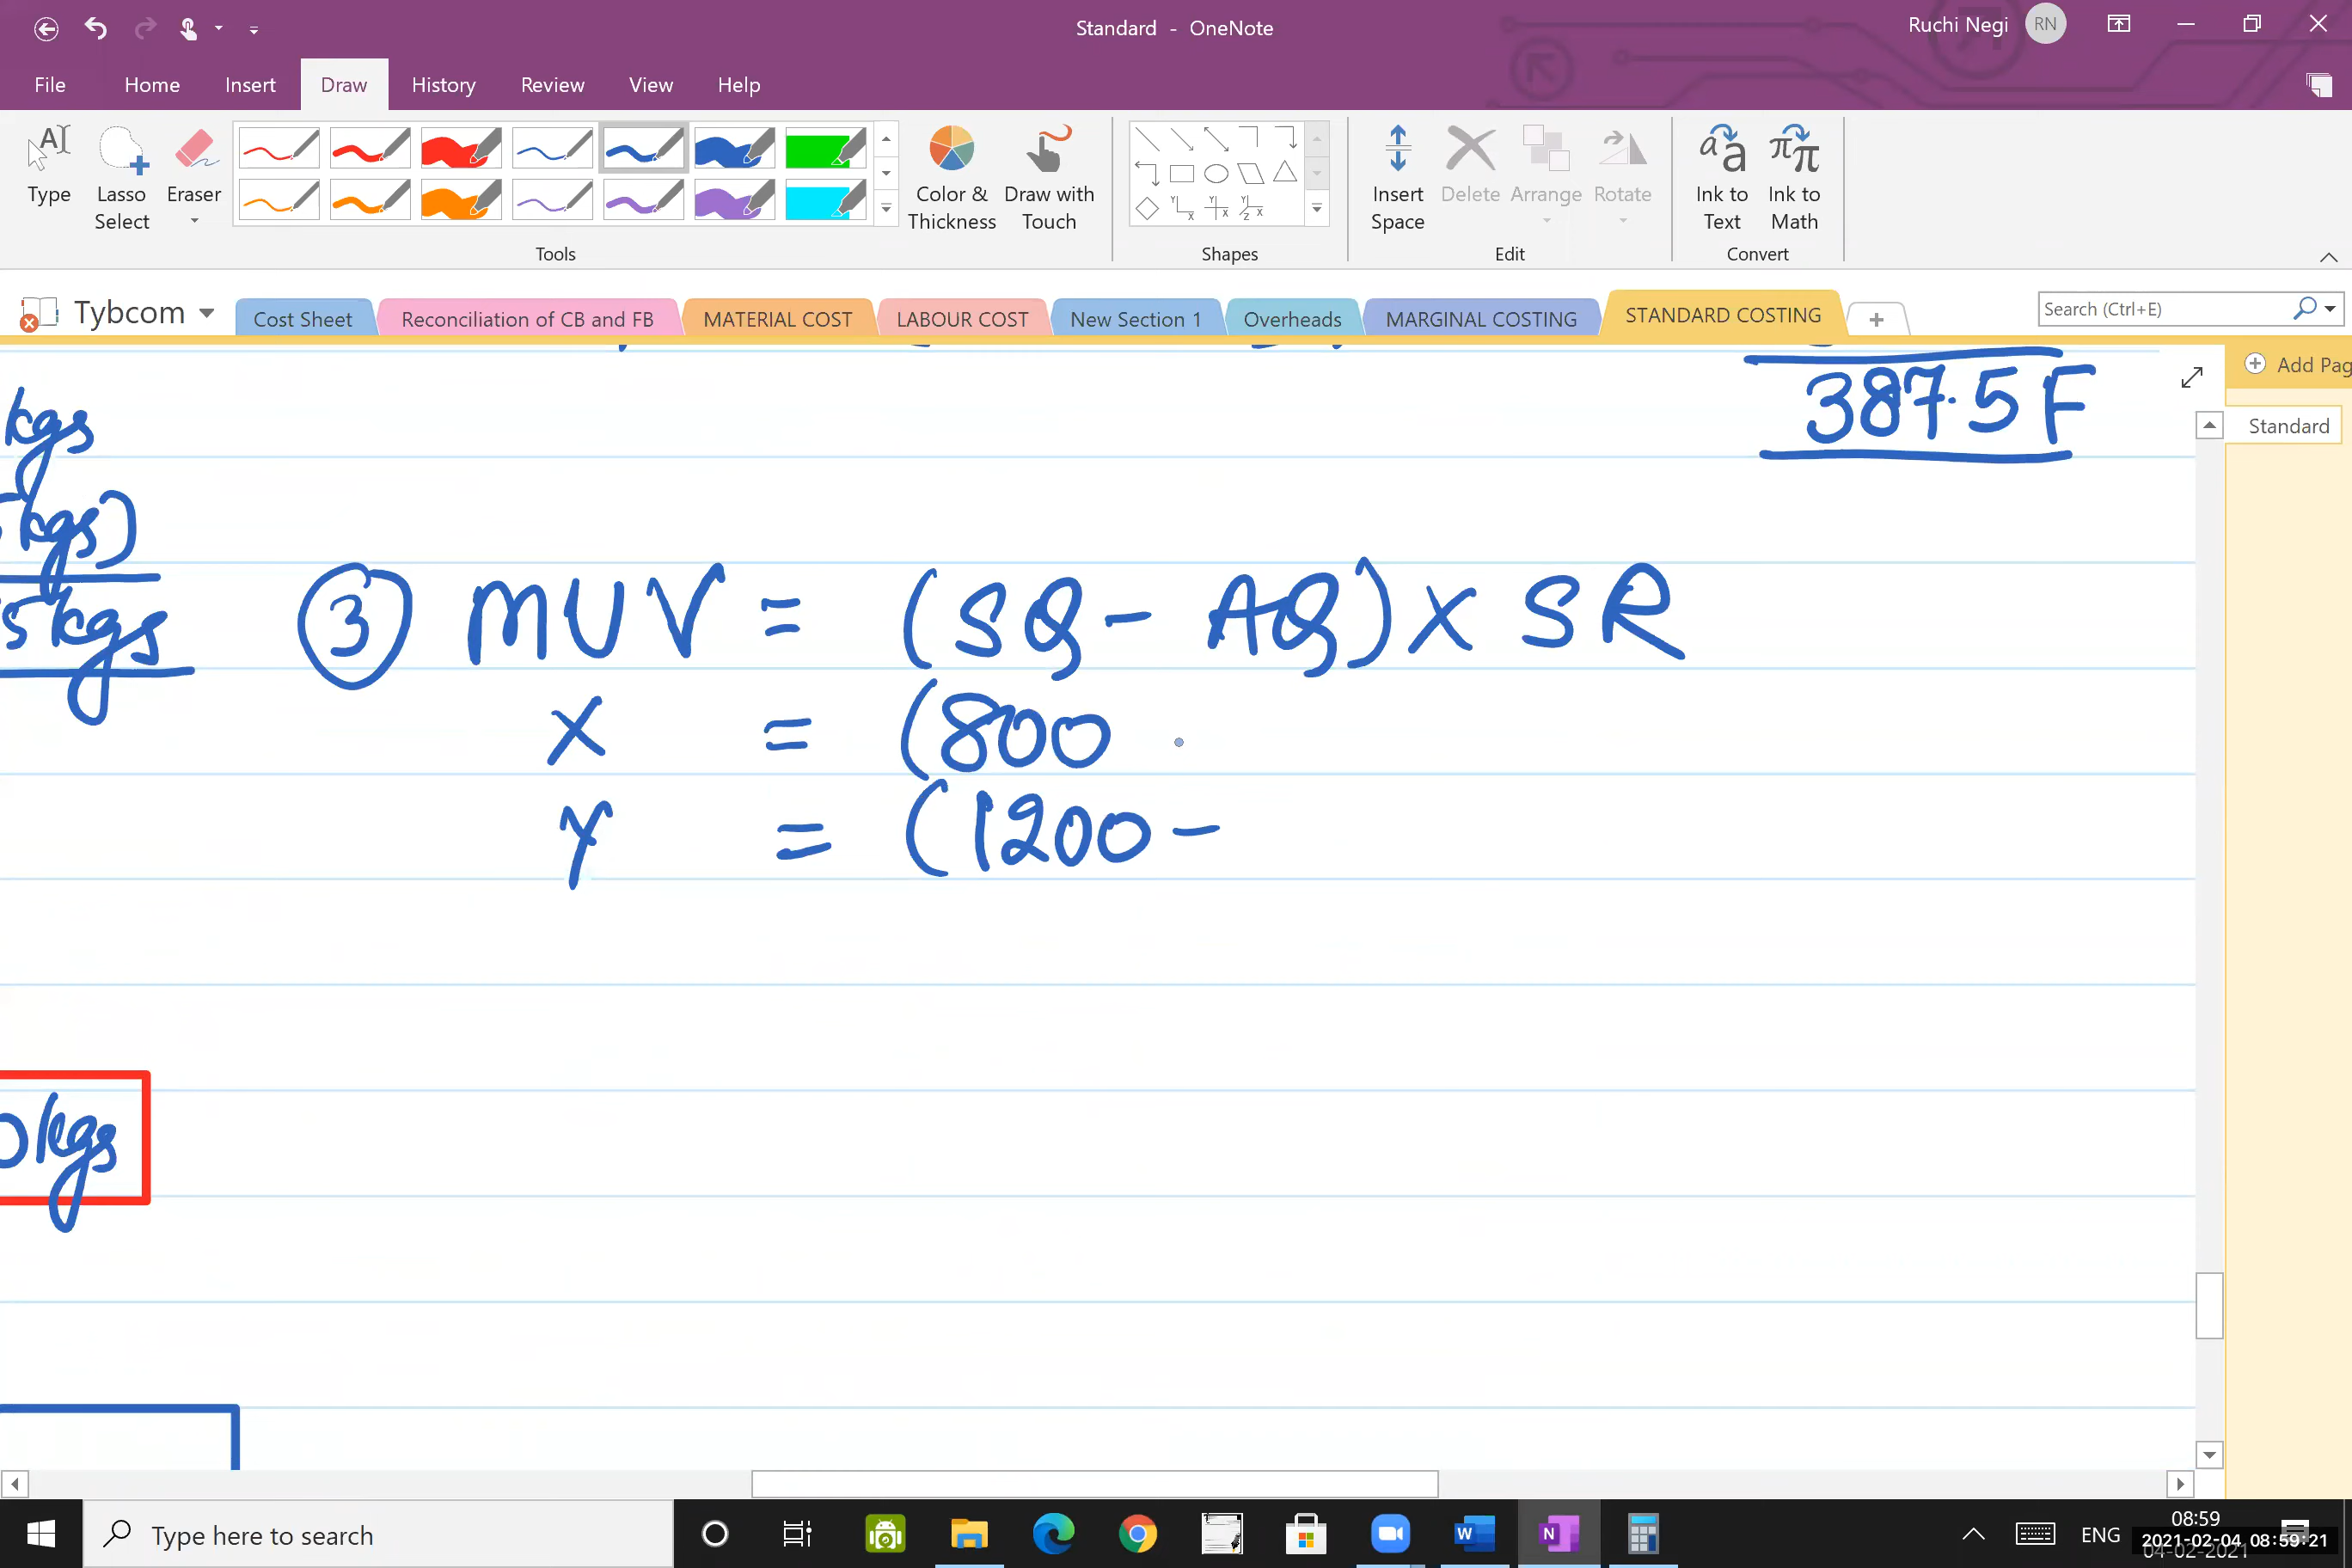 Standard - OneNote
Ruchi Negi RN
File Home Insert Draw History Review View Help
Type
Lasso Select
Eraser
Color & Thickness
Draw with Touch
Insert Space
Delete
Arrange
Rotate
Ink to Text
Ink to Math
Tools Shapes Edit Convert
Tybcom Cost Sheet Reconciliation of CB and FB MATERIAL COST LABOUR COST New Section 1 Overheads MARGINAL COSTING STANDARD COSTING
Search (Ctrl+E)
Add Pag
Standard
387.5 F
kgs
kgs)
5kgs
3 MUV = (SQ - AQ) X SR
X = (800
Y = (1200 -
0kgs
Type here to search
ENG
08:59
2021-02-04 08:59:21
04-02-2021